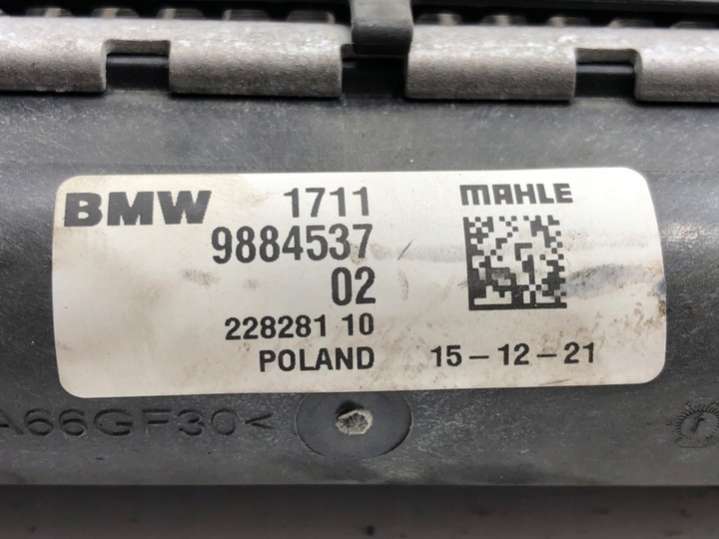 BMW 1711 MAHLE
9884537
02
228281 10
POLAND 15-12-21
A66GF30<